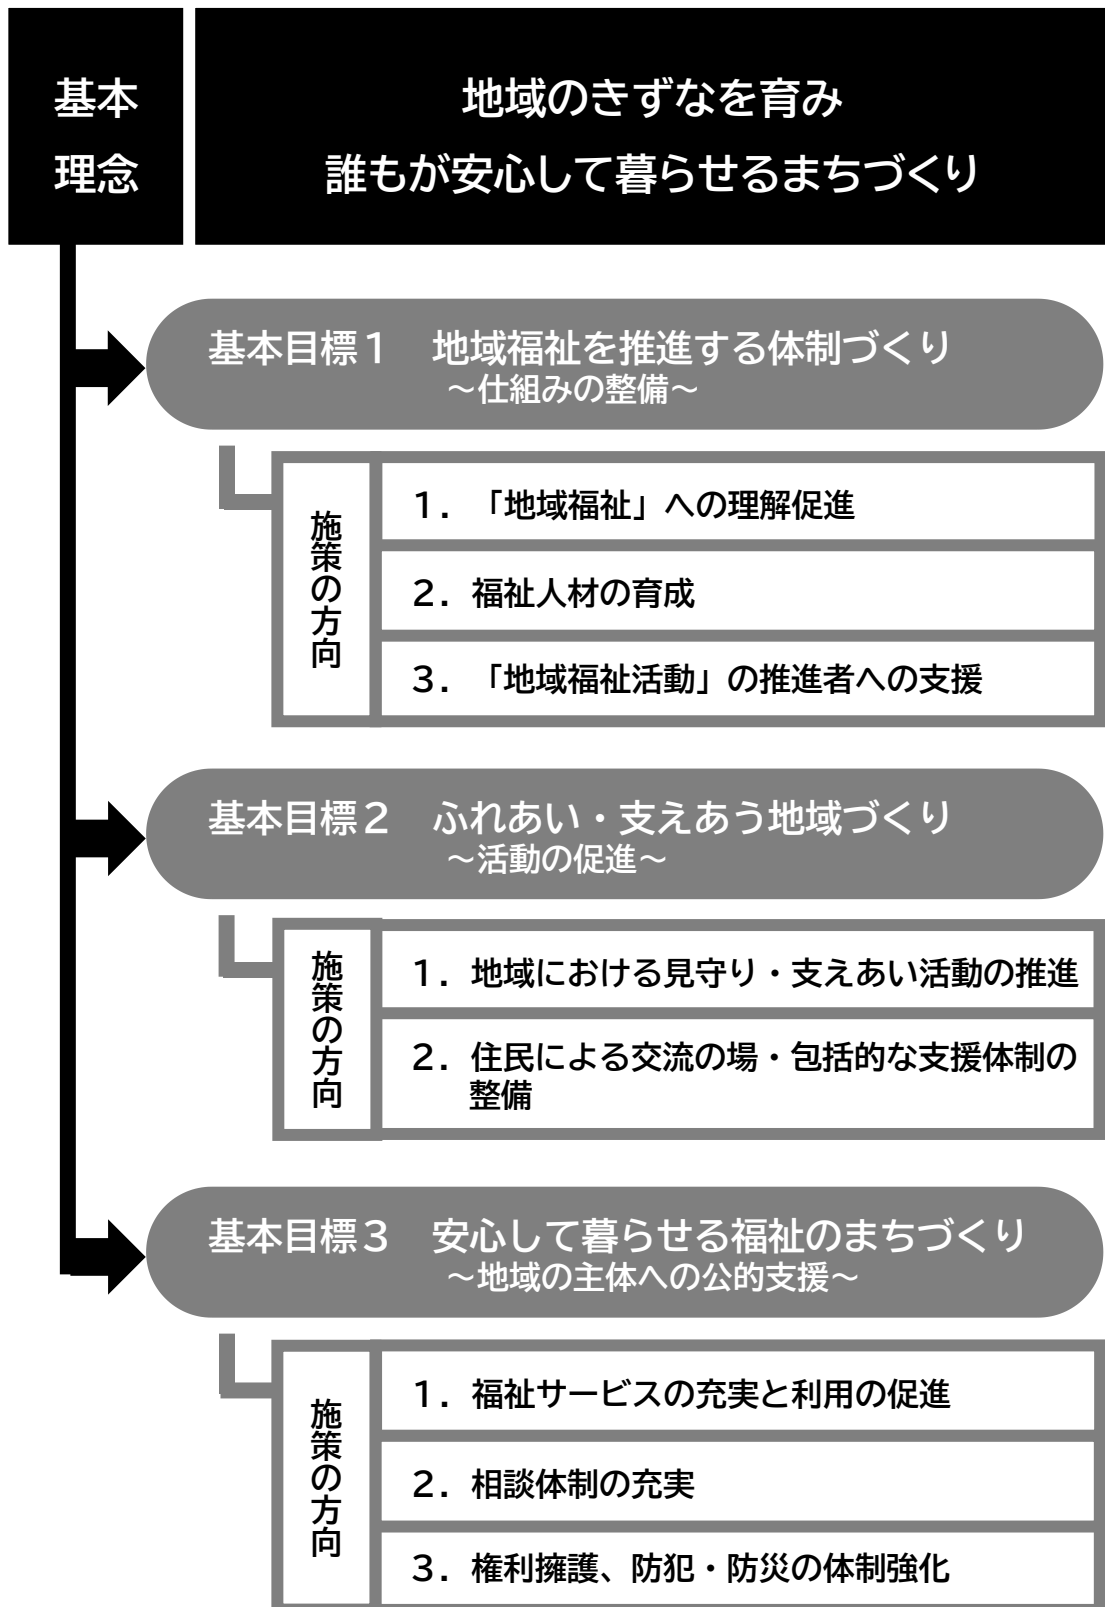 基本
理念
地域のきずなを育み
誰もが安心して暮らせるまちづくり
基本目標１　地域福祉を推進する体制づくり
～仕組みの整備～
施策の方向
１．「地域福祉」への理解促進
２．福祉人材の育成
３．「地域福祉活動」の推進者への支援
基本目標２　ふれあい・支えあう地域づくり
～活動の促進～
施策の方向
１．地域における見守り・支えあい活動の推進
２．住民による交流の場・包括的な支援体制の
整備
基本目標３　安心して暮らせる福祉のまちづくり
～地域の主体への公的支援～
施策の方向
１．福祉サービスの充実と利用の促進
２．相談体制の充実
３．権利擁護、防犯・防災の体制強化